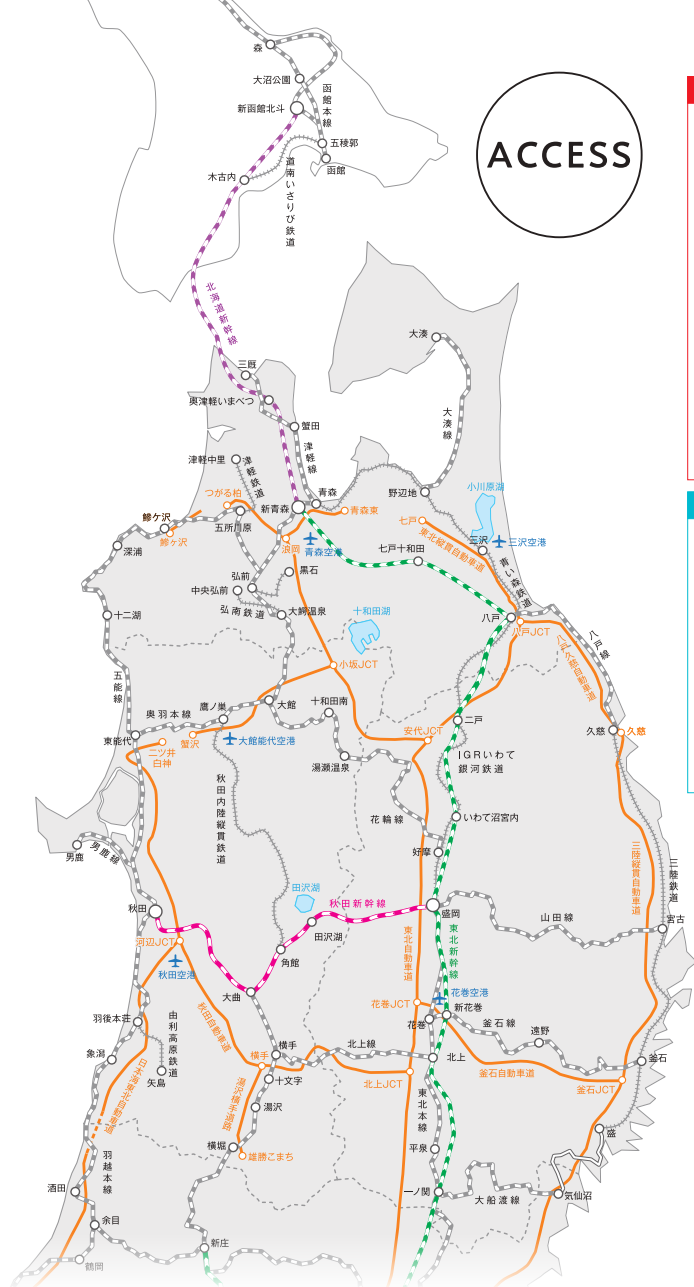 森
大沼公園
函館本線
新函館北斗
ACCESS
五稜郭
函館
木古内
道南いさりび鉄道
北海道新幹線
大湊
三厩
奥津軽いまべつ
大湊線
蟹田
津軽線
津軽中里
津軽鉄道
小川原湖
つがる柏
青森
野辺地
新青森
青森東
鰺ケ沢
五所川原
七戸
東北縦貫自動車道
三沢
三沢空港
鰺ヶ沢
浪岡
青森空港
七戸十和田
深浦
青い森鉄道
弘前
黒石
中央弘前
弘南鉄道
大鰐温泉
十和田湖
十二湖
八戸
八戸JCT
八戸線
八戸久慈自動車道
小坂JCT
五能線
大館
鷹ノ巣
十和田南
奥羽本線
二戸
安代JCT
久慈
久慈
東能代
蟹沢
大館能代空港
二ツ井
白神
IGRいわて
銀河鉄道
湯瀬温泉
秋田内陸縦貫鉄道
花輪線
いわて沼宮内
好摩
男鹿
男鹿線
三陸縦貫自動車道
三陸鉄道
田沢湖
秋田新幹線
秋田
盛岡
山田線
宮古
田沢湖
河辺JCT
東北自動車道
東北新幹線
角館
秋田空港
大曲
花巻空港
花巻JCT
新花巻
羽後本荘
由利高原鉄道
秋田自動車道
花巻
釜石線
遠野
象潟
横手
横手
北上線
北上
釜石
矢島
十文字
北上JCT
釜石自動車道
釜石JCT
日本海東北自動車道
湯沢横手道路
湯沢
東北本線
盛
横堀
雄勝こまち
平泉
羽越本線
酒田
一ノ関
大船渡線
気仙沼
余目
新庄
鶴岡